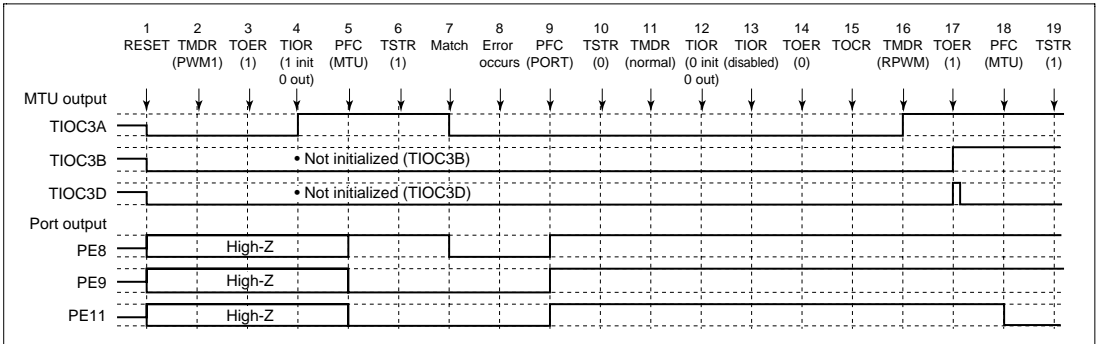 1 2 3 4 5 6 7 8 9 10 11 12 13 14 15 16 17 18 19
RESET TMDR TOER TIOR PFC TSTR Match Error PFC TSTR TMDR TIOR TIOR TOER TOCR TMDR TOER PFC TSTR
(PWM1) (1) (1 init (MTU) (1) occurs (PORT) (0) (normal) (0 init (disabled) (0) (RPWM) (1) (MTU) (1)
0 out) 0 out)
MTU output
TIOC3A
TIOC3B • Not initialized (TIOC3B)
TIOC3D • Not initialized (TIOC3D)
Port output
PE8 High-Z
PE9 High-Z
PE11 High-Z